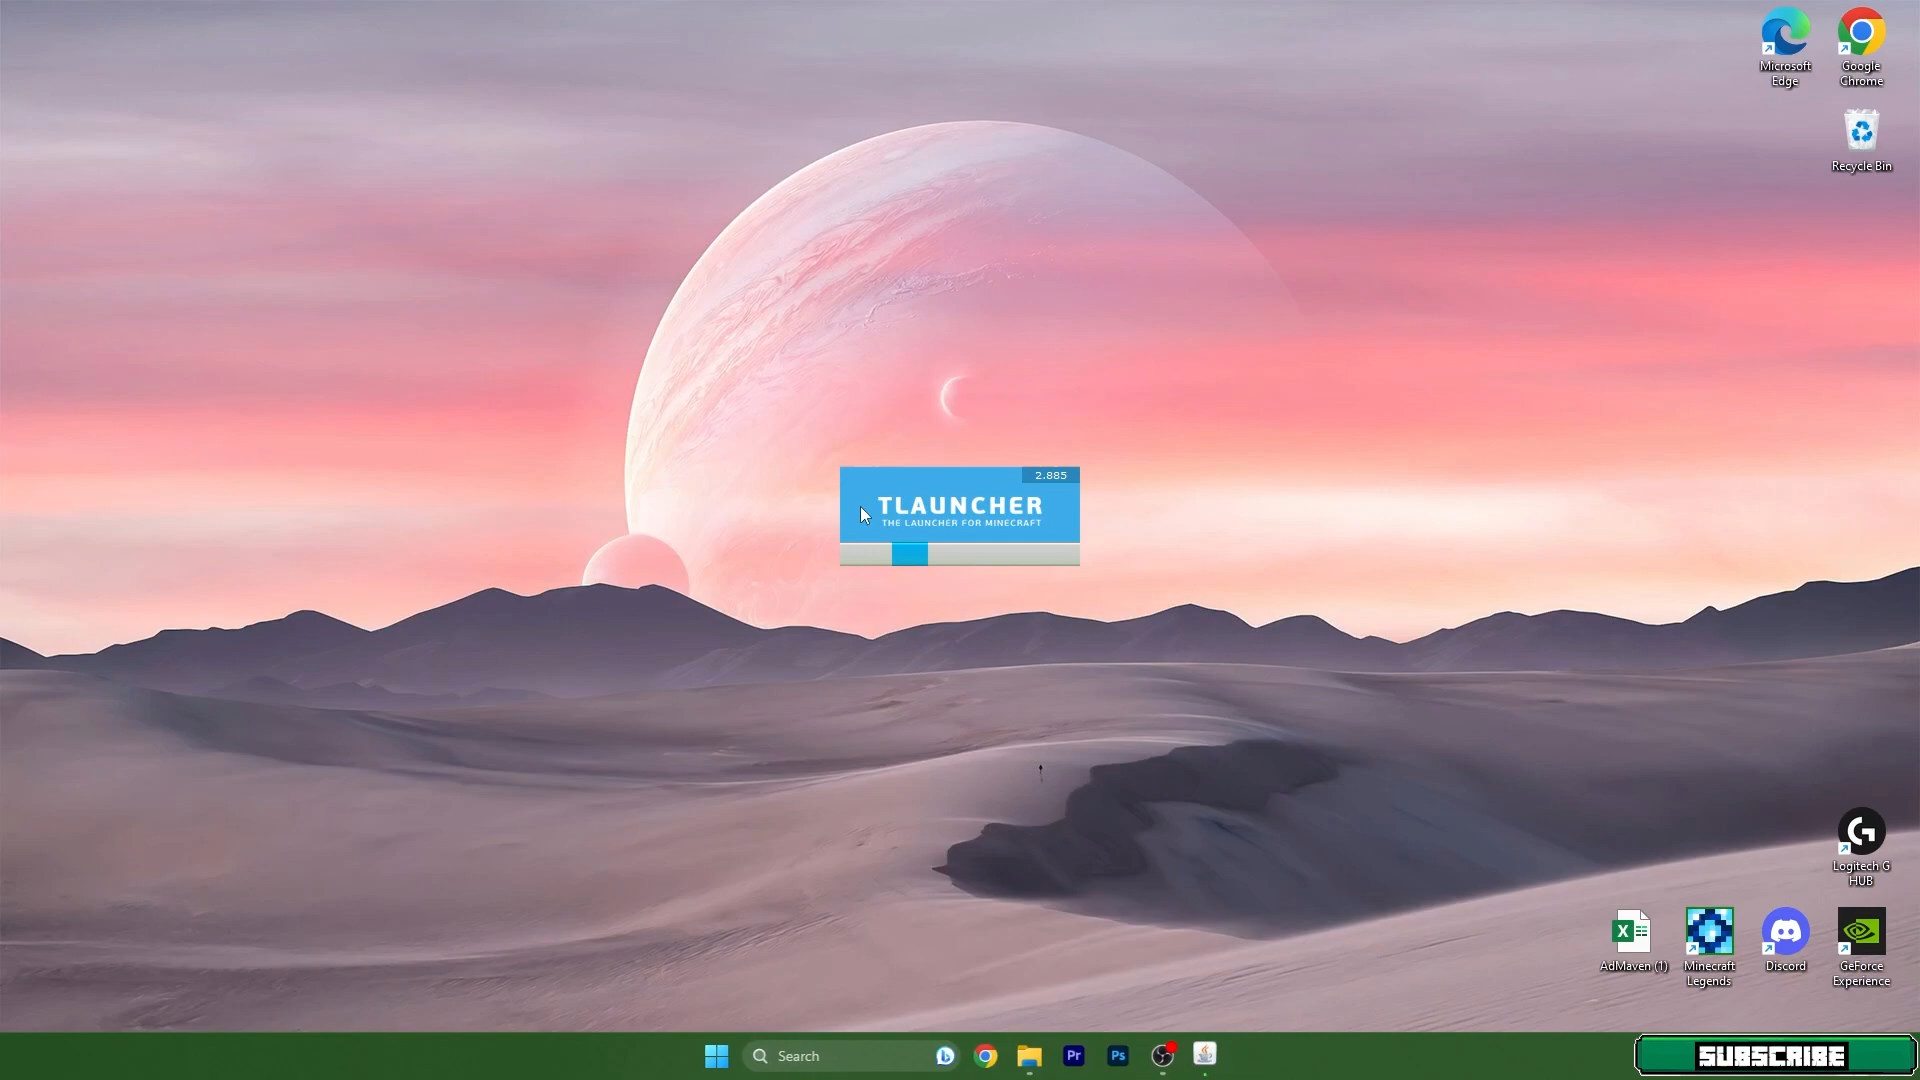 Microsoft
Edge
Google
Chrome
Recycle Bin
2.885
TLAUNCHER
THE LAUNCHER FOR MINECRAFT
Logitech G
HUB
AdMaven (1)
Minecraft
Legends
Discord
GeForce
Experience
Search
Pr
Ps
SUBSCRIBE